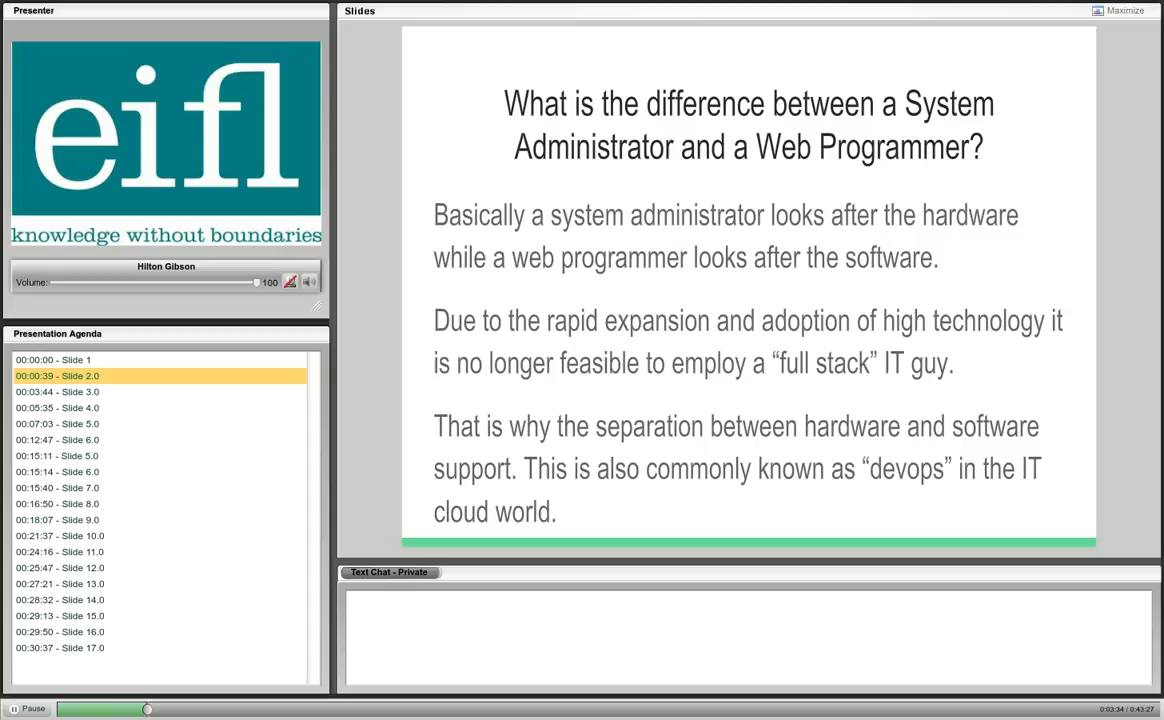 Presenter
eifl
knowledge without boundaries
Hilton Gibson
Volume: 100
Presentation Agenda
00:00:00 - Slide 1
00:00:39 - Slide 2.0
00:03:44 - Slide 3.0
00:05:35 - Slide 4.0
00:07:03 - Slide 5.0
00:12:47 - Slide 6.0
00:15:11 - Slide 5.0
00:15:14 - Slide 6.0
00:15:40 - Slide 7.0
00:16:50 - Slide 8.0
00:18:07 - Slide 9.0
00:21:37 - Slide 10.0
00:24:16 - Slide 11.0
00:25:47 - Slide 12.0
00:27:21 - Slide 13.0
00:28:32 - Slide 14.0
00:29:13 - Slide 15.0
00:29:50 - Slide 16.0
00:30:37 - Slide 17.0
Slides
Maximize
What is the difference between a System
Administrator and a Web Programmer?
Basically a system administrator looks after the hardware
while a web programmer looks after the software.
Due to the rapid expansion and adoption of high technology it
is no longer feasible to employ a “full stack” IT guy.
That is why the separation between hardware and software
support. This is also commonly known as “devops” in the IT
cloud world.
Text Chat - Private
Pause
0:03:34 / 0:43:27